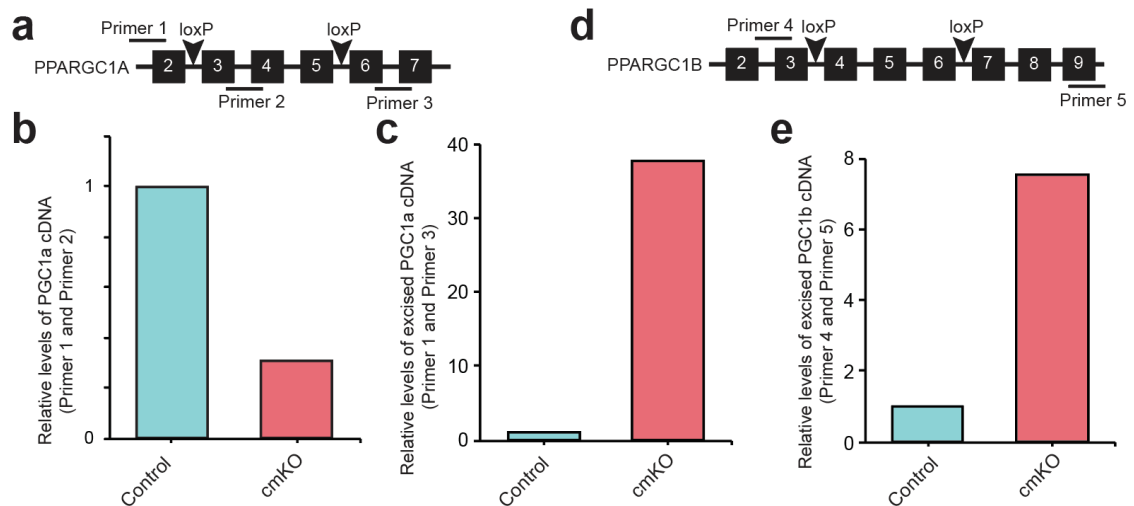 a
Primer 1
loxP
loxP
PPARGC1A
2
3
4
5
6
7
Primer 2
Primer 3
d
Primer 4
loxP
loxP
PPARGC1B
2
3
4
5
6
7
8
9
Primer 5
b
Relative levels of PGC1a cDNA
(Primer 1 and Primer 2)
1
0
Control
cmKO
c
Relative levels of excised PGC1a cDNA
(Primer 1 and Primer 3)
40
30
20
10
0
Control
cmKO
e
Relative levels of excised PGC1b cDNA
(Primer 4 and Primer 5)
8
6
4
2
0
Control
cmKO